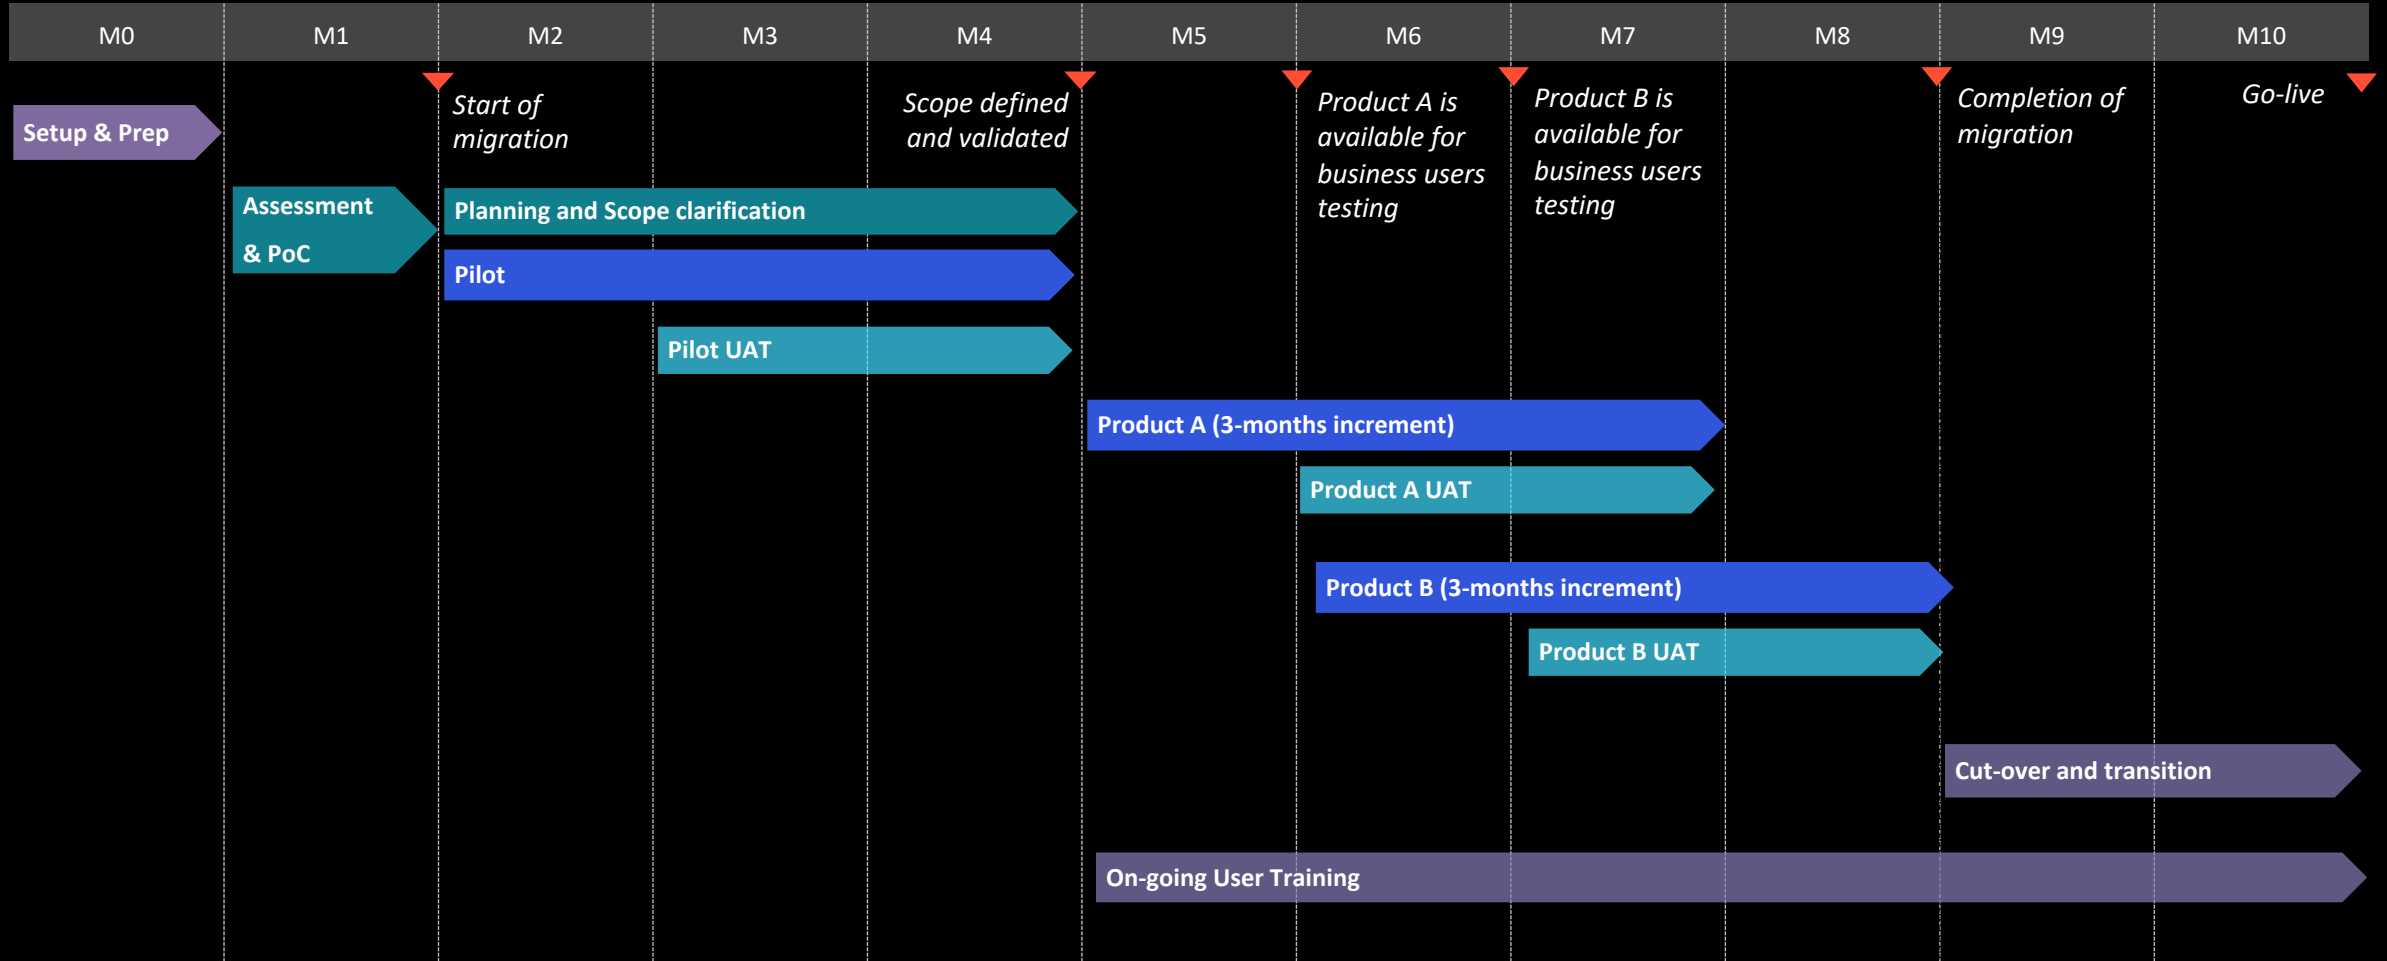 M0
M1
M2
M3
M4
M5
M6
M7
M8
M9
M10
Start of
migration
Scope defined
and validated
Product A is
available for
business users
testing
Product B is
available for
business users
testing
Completion of
migration
Go-live
Setup & Prep
Assessment
& PoC
Planning and Scope clarification
Pilot
Pilot UAT
Product A (3-months increment)
Product A UAT
Product B (3-months increment)
Product B UAT
Cut-over and transition
On-going User Training